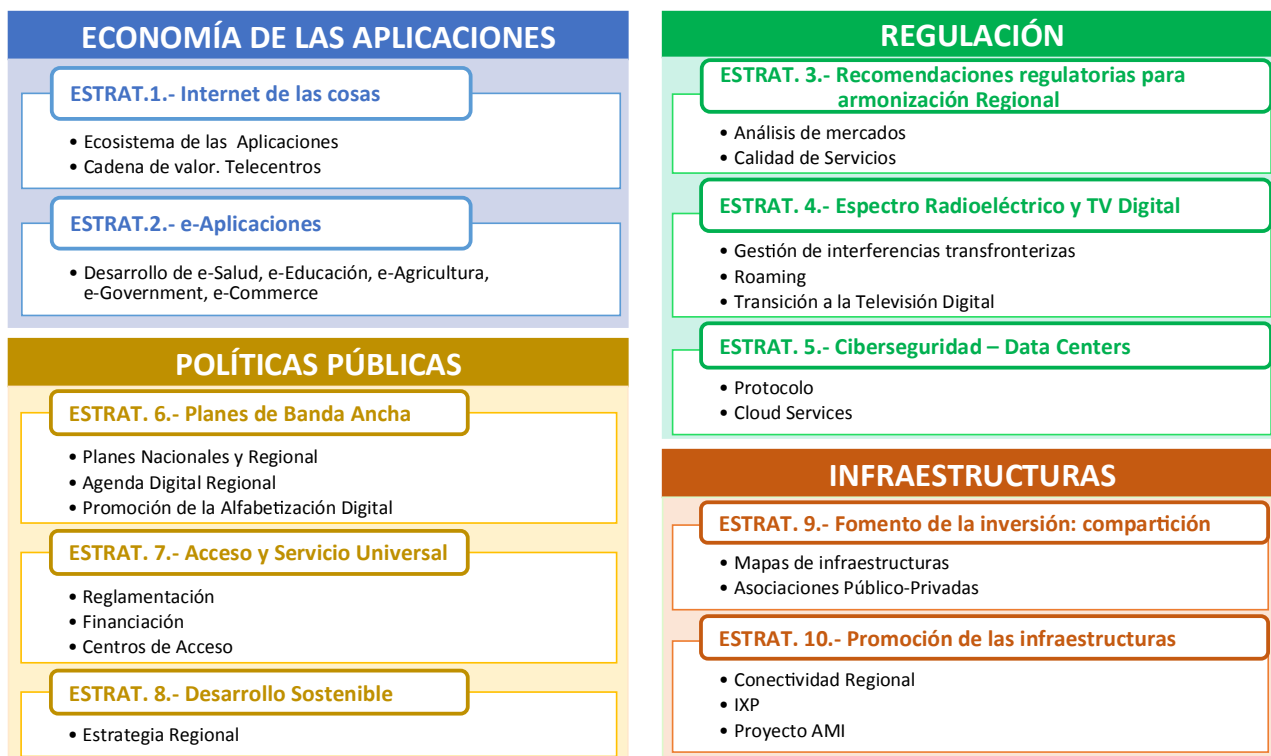 ECONOMÍA DE LAS APLICACIONES
ESTRAT.1.- Internet de las cosas
• Ecosistema de las Aplicaciones
• Cadena de valor. Telecentros
ESTRAT.2.- e-Aplicaciones
• Desarrollo de e-Salud, e-Educación, e-Agricultura,
e-Government, e-Commerce
POLÍTICAS PÚBLICAS
ESTRAT. 6.- Planes de Banda Ancha
• Planes Nacionales y Regional
• Agenda Digital Regional
• Promoción de la Alfabetización Digital
ESTRAT. 7.- Acceso y Servicio Universal
• Reglamentación
• Financiación
• Centros de Acceso
ESTRAT. 8.- Desarrollo Sostenible
• Estrategia Regional
REGULACIÓN
ESTRAT. 3.- Recomendaciones regulatorias para
armonización Regional
• Análisis de mercados
• Calidad de Servicios
ESTRAT. 4.- Espectro Radioeléctrico y TV Digital
• Gestión de interferencias transfronterizas
• Roaming
• Transición a la Televisión Digital
ESTRAT. 5.- Ciberseguridad – Data Centers
• Protocolo
• Cloud Services
INFRAESTRUCTURAS
ESTRAT. 9.- Fomento de la inversión: compartición
• Mapas de infraestructuras
• Asociaciones Público-Privadas
ESTRAT. 10.- Promoción de las infraestructuras
• Conectividad Regional
• IXP
• Proyecto AMI